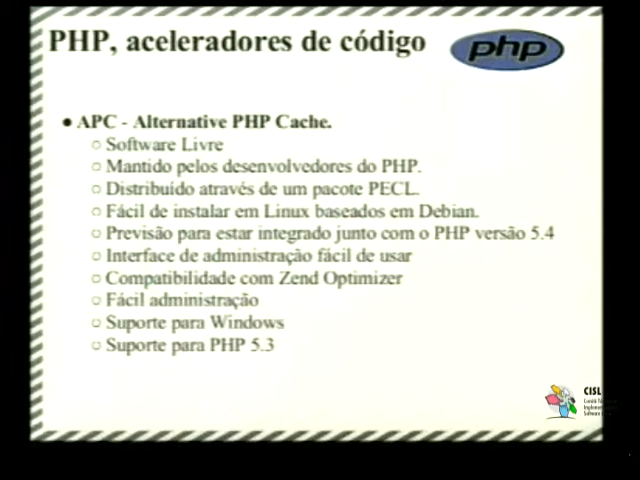 PHP, aceleradores de código
php
● APC - Alternative PHP Cache.
○ Software Livre
○ Mantido pelos desenvolvedores do PHP.
○ Distribuído através de um pacote PECL.
○ Fácil de instalar em Linux baseados em Debian.
○ Previsão para estar integrado junto com o PHP versão 5.4
○ Interface de administração fácil de usar
○ Compatibilidade com Zend Optimizer
○ Fácil administração
○ Suporte para Windows
○ Suporte para PHP 5.3
CISL